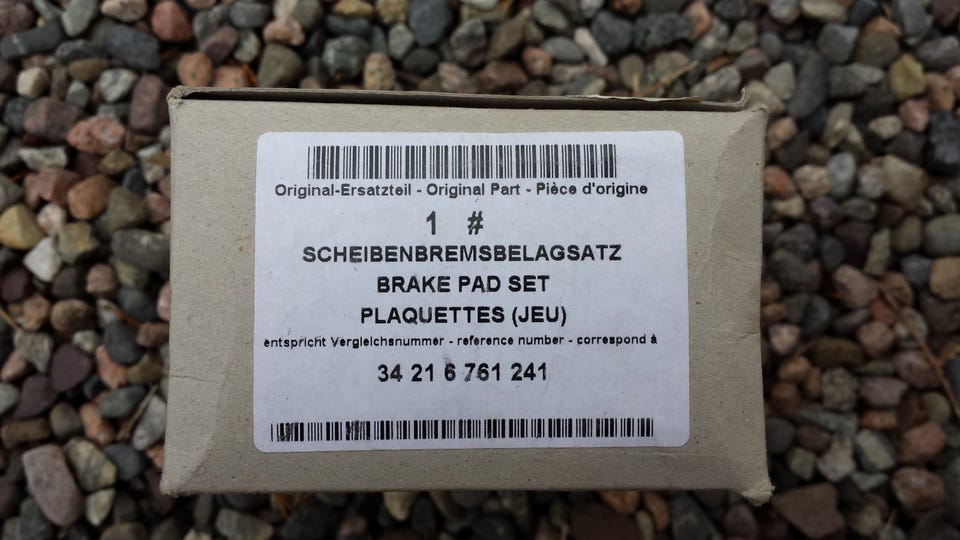 Original-Ersatzteil - Original Part - Pièce d'origine
1 #
SCHEIBENBREMSBELAGSATZ
BRAKE PAD SET
PLAQUETTES (JEU)
entspricht Vergleichsnummer - reference number - correspond à
34 21 6 761 241